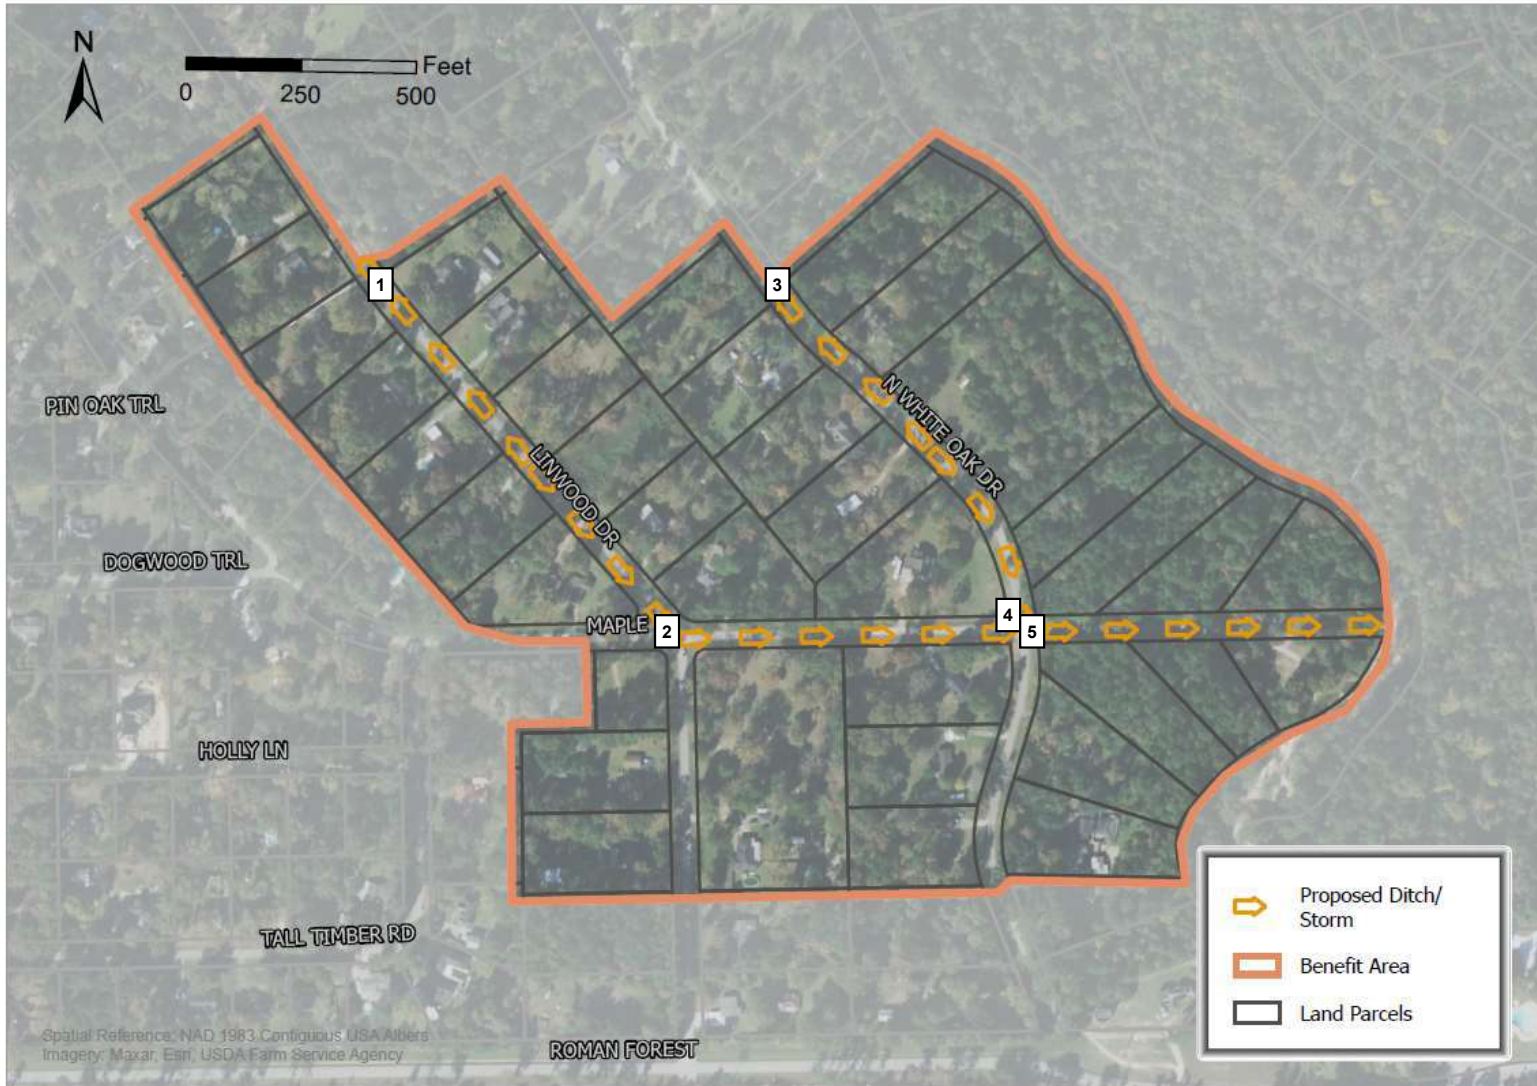 N
Feet
0 250 500
1
3
PIN OAK TRL
N WHITE OAK DR
LINWOOD DR
DOGWOOD TRL
MAPLE
2
4
5
HOLLY LN
TALL TIMBER RD
ROMAN FOREST
Proposed Ditch/
Storm
Benefit Area
Land Parcels
Spatial Reference: NAD 1983 Contiguous USA Albers
Imagery: Maxar, Esri, USDA Farm Service Agency